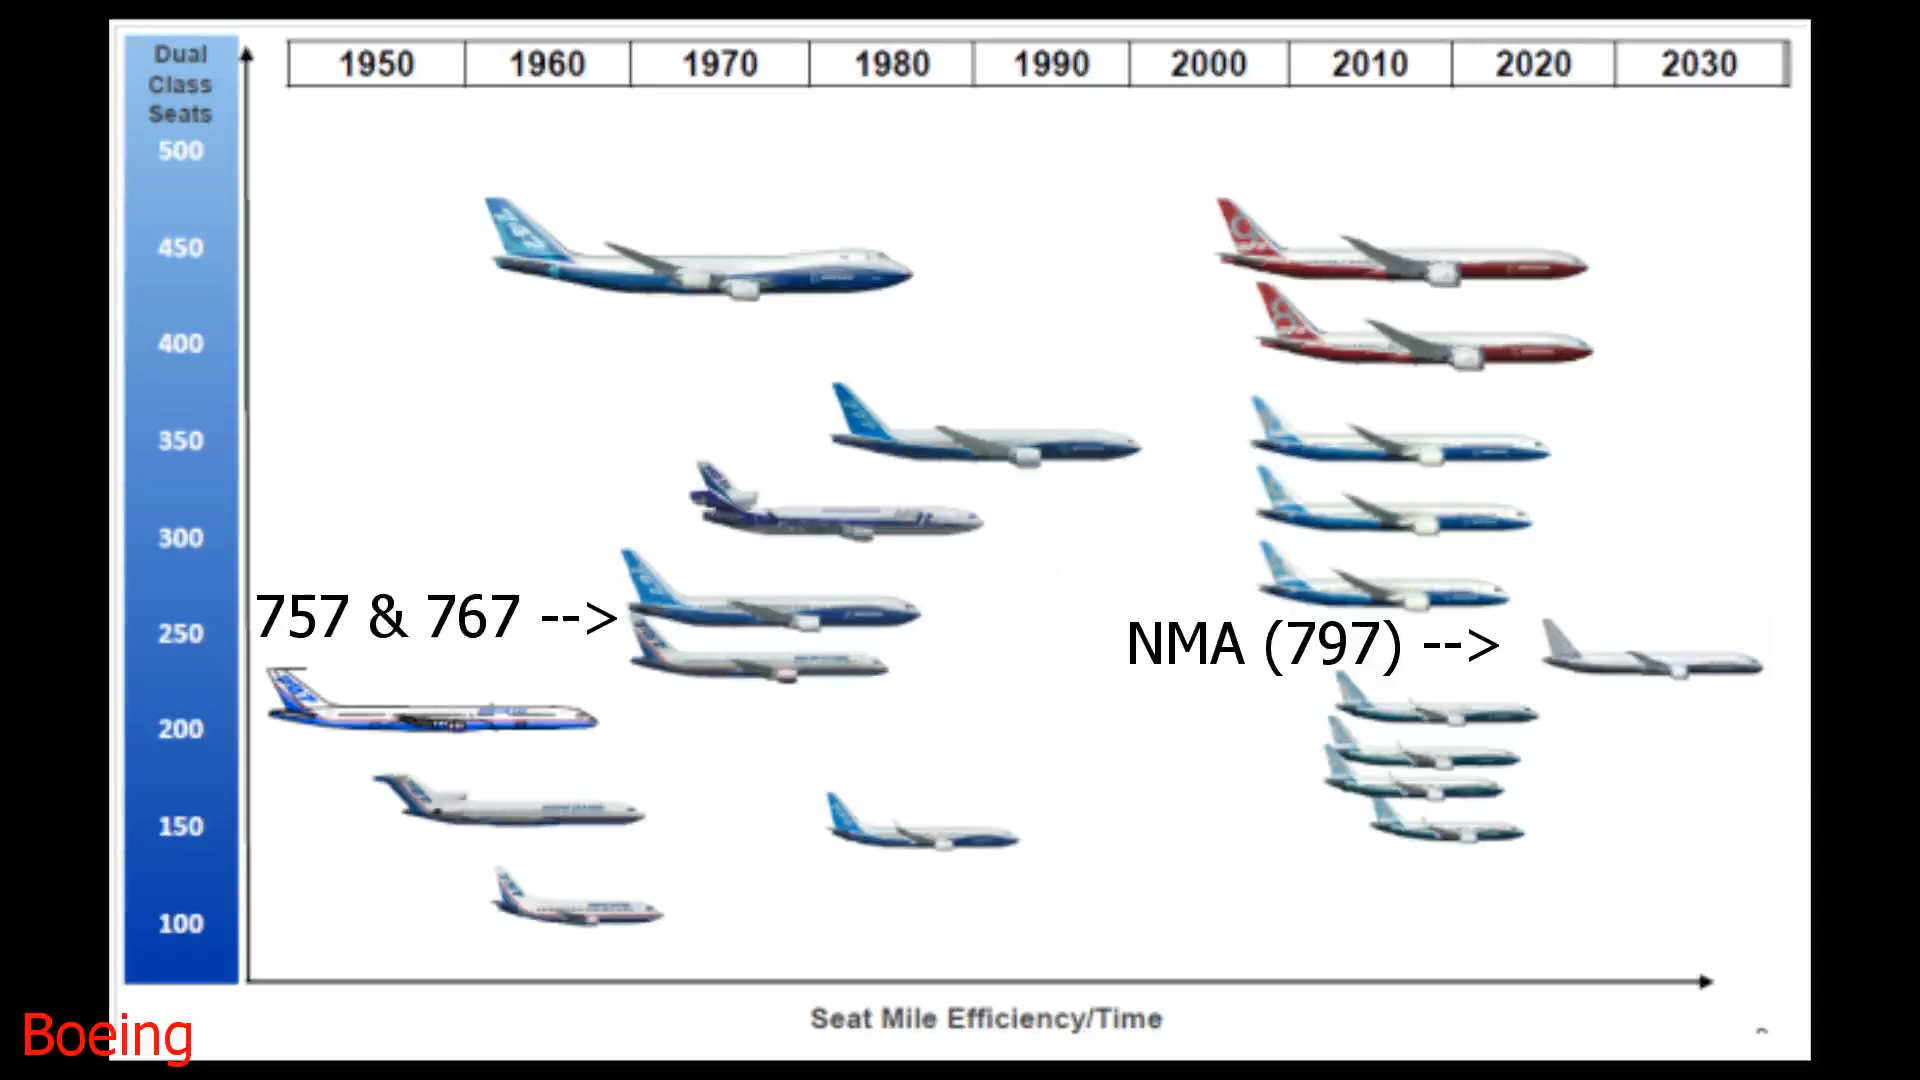 Dual
Class
Seats
1950 1960 1970 1980 1990 2000 2010 2020 2030
500
450
400
350
300
250
200
150
100
747
757 & 767 -->
NMA (797) -->
Seat Mile Efficiency/Time
Boeing